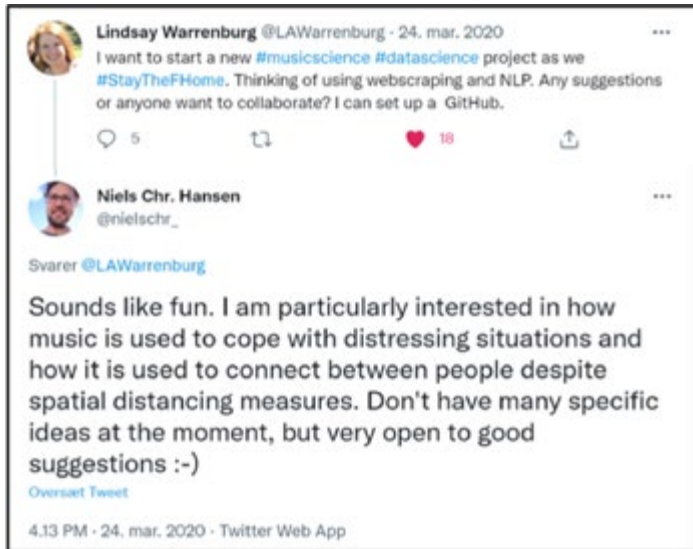 Lindsay Warrenburg @LAWarrenburg · 24. mar. 2020
I want to start a new #musicscience #datascience project as we
#StayTheFHome. Thinking of using webscraping and NLP. Any suggestions
or anyone want to collaborate? I can set up a GitHub.
5 18
Niels Chr. Hansen
@nielschr_
Svarer @LAWarrenburg
Sounds like fun. I am particularly interested in how
music is used to cope with distressing situations and
how it is used to connect between people despite
spatial distancing measures. Don't have many specific
ideas at the moment, but very open to good
suggestions :-)
Oversæt Tweet
4.13 PM · 24. mar. 2020 · Twitter Web App